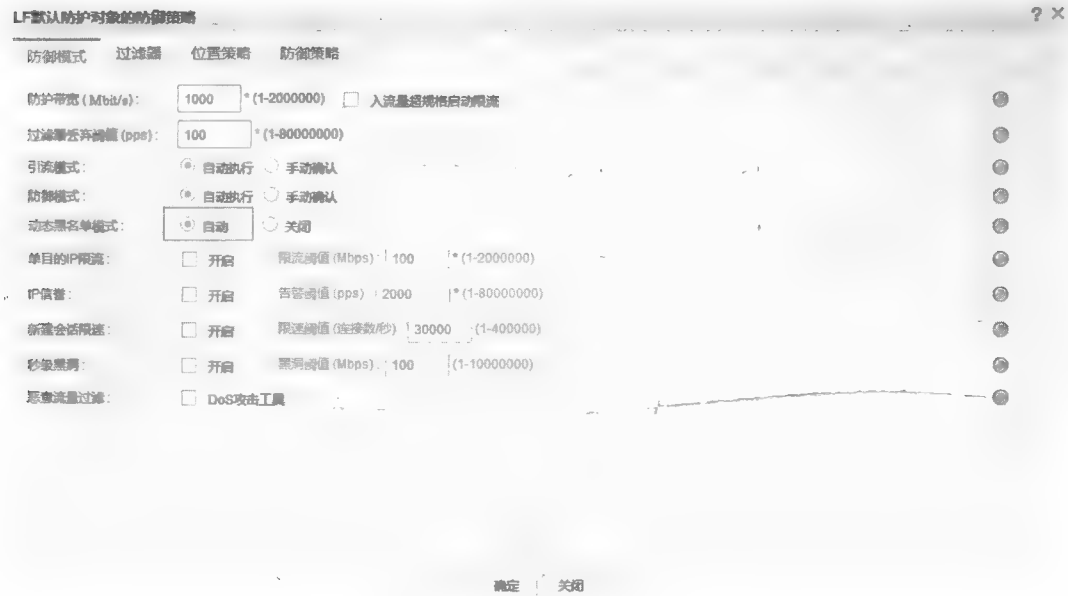 LF默认防护对象的防御策略 ? ×
防御模式 过滤器 位置策略 防御策略
防护带宽(Mbit/s): 1000 *(1-2000000) 入流量超规格启动限流
过滤器丢弃阈值(pps): 100 *(1-80000000)
引流模式: 自动执行 手动确认
防御模式: 自动执行 手动确认
动态黑名单模式: 自动 关闭
单目的IP限流: 开启 限流阈值(Mbps): 100 *(1-2000000)
IP信誉: 开启 告警阈值(pps) : 2000 *(1-80000000)
新建会话限速: 开启 限速阈值(连接数/秒) 30000 (1-400000)
秒级黑洞: 开启 黑洞阈值(Mbps): 100 (1-10000000)
恶意流量过滤: DoS攻击工具
确定 关闭